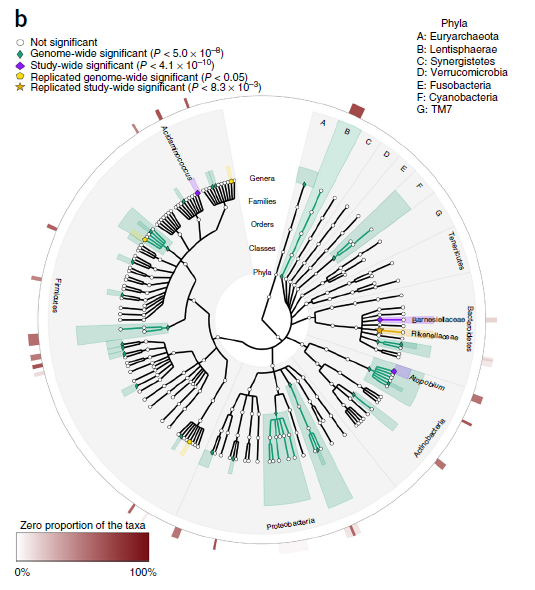 b
Not significant
Genome-wide significant (P < 5.0 × 10⁻⁸)
Study-wide significant (P < 4.1 × 10⁻¹⁰)
Replicated genome-wide significant (P < 0.05)
Replicated study-wide significant (P < 8.3 × 10⁻³)
Phyla
A: Euryarchaeota
B: Lentisphaerae
C: Synergistetes
D: Verrucomicrobia
E: Fusobacteria
F: Cyanobacteria
G: TM7
A
B
C
D
E
F
G
Acidaminococcus
Genera
Families
Orders
Classes
Phyla
Tenericutes
Firmicutes
Bacteroidetes
Barnesiellaceae
Rikenellaceae
Atopobium
Actinobacteria
Proteobacteria
Zero proportion of the taxa
0%
100%